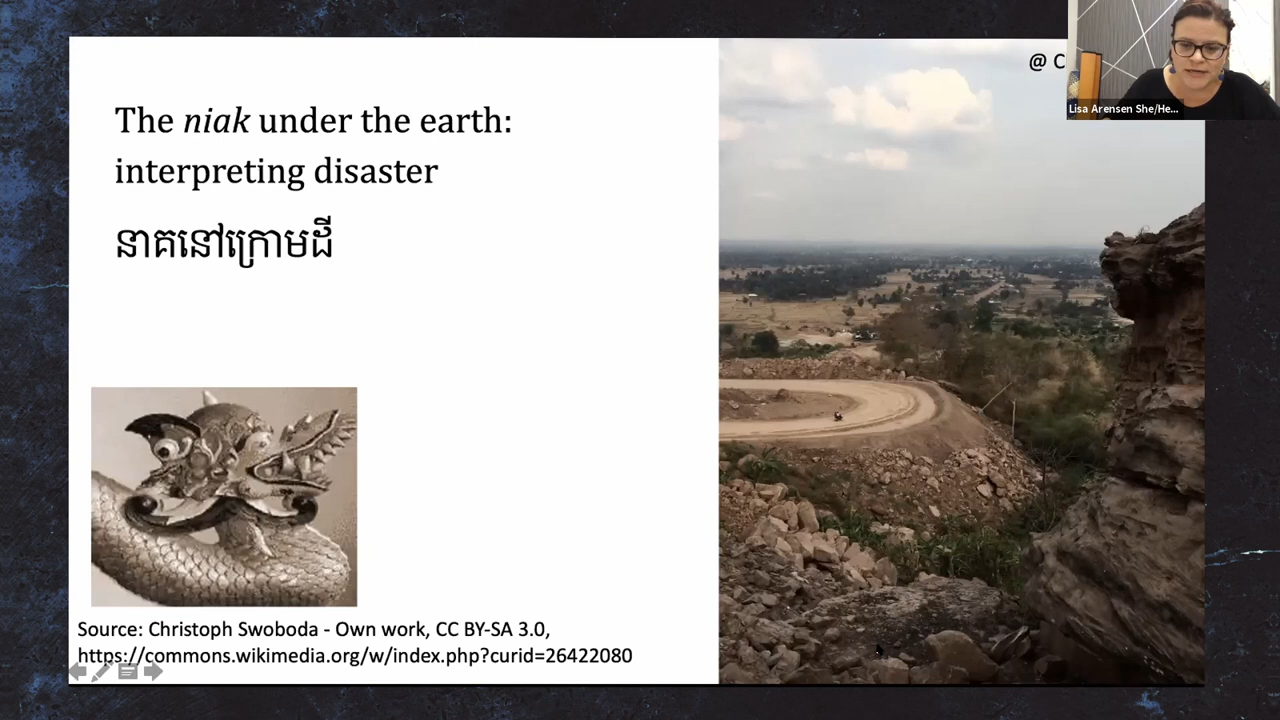 The niak under the earth:
interpreting disaster
នាគនៅក្រោមដី
@ C
Lisa Arensen She/He...
Source: Christoph Swoboda - Own work, CC BY-SA 3.0,
https://commons.wikimedia.org/w/index.php?curid=26422080